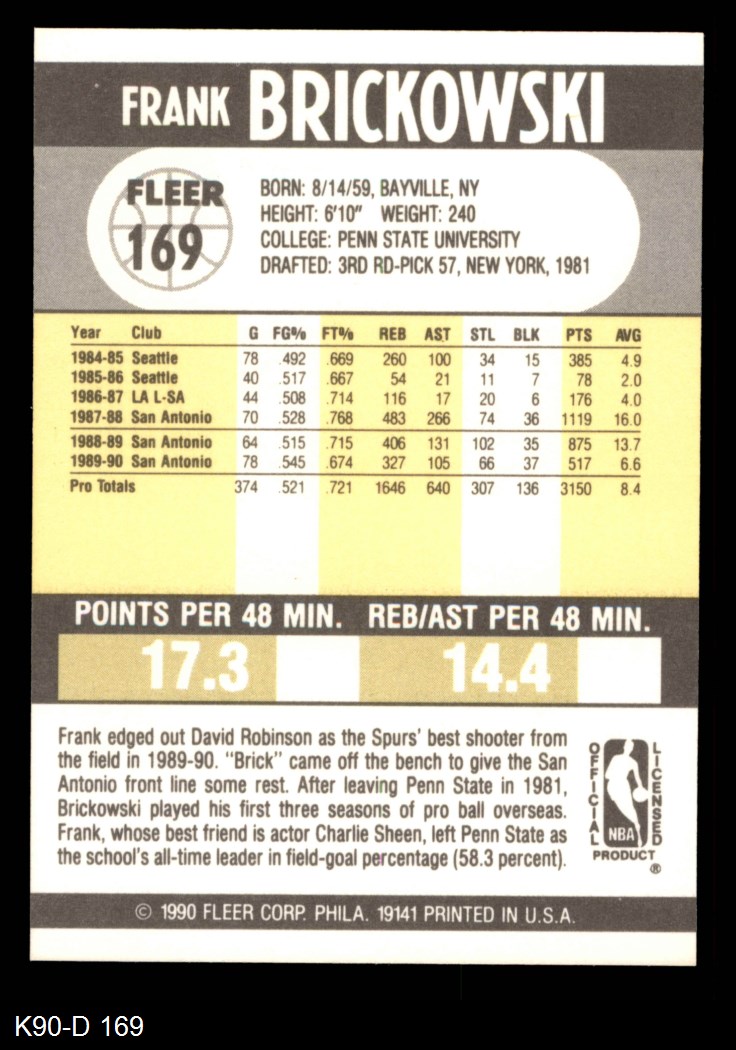 FRANK BRICKOWSKI
FLEER
169
BORN: 8/14/59, BAYVILLE, NY
HEIGHT: 6'10" WEIGHT: 240
COLLEGE: PENN STATE UNIVERSITY
DRAFTED: 3RD RD-PICK 57, NEW YORK, 1981
Year Club G FG% FT% REB AST STL BLK PTS AVG
1984-85 Seattle 78 .492 .669 260 100 34 15 385 4.9
1985-86 Seattle 40 .517 .667 54 21 11 7 78 2.0
1986-87 LA L-SA 44 .508 .714 116 17 20 6 176 4.0
1987-88 San Antonio 70 .528 .768 483 266 74 36 1119 16.0
1988-89 San Antonio 64 .515 .715 406 131 102 35 875 13.7
1989-90 San Antonio 78 .545 .674 327 105 66 37 517 6.6
Pro Totals 374 .521 .721 1646 640 307 136 3150 8.4
POINTS PER 48 MIN. REB/AST PER 48 MIN.
17.3 14.4
Frank edged out David Robinson as the Spurs' best shooter from
the field in 1989-90. "Brick" came off the bench to give the San
Antonio front line some rest. After leaving Penn State in 1981,
Brickowski played his first three seasons of pro ball overseas.
Frank, whose best friend is actor Charlie Sheen, left Penn State as
the school's all-time leader in field-goal percentage (58.3 percent).
OFFICIAL
LICENSED
NBA
PRODUCT
®
© 1990 FLEER CORP. PHILA. 19141 PRINTED IN U.S.A.
K90-D 169